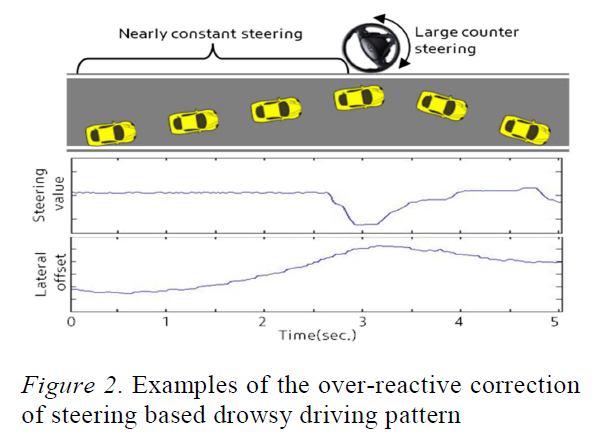 Nearly constant steering
Large counter
steering
Steering
value
Lateral
offset
0 1 2 3 4 5
Time(sec.)
Figure 2. Examples of the over-reactive correction
of steering based drowsy driving pattern